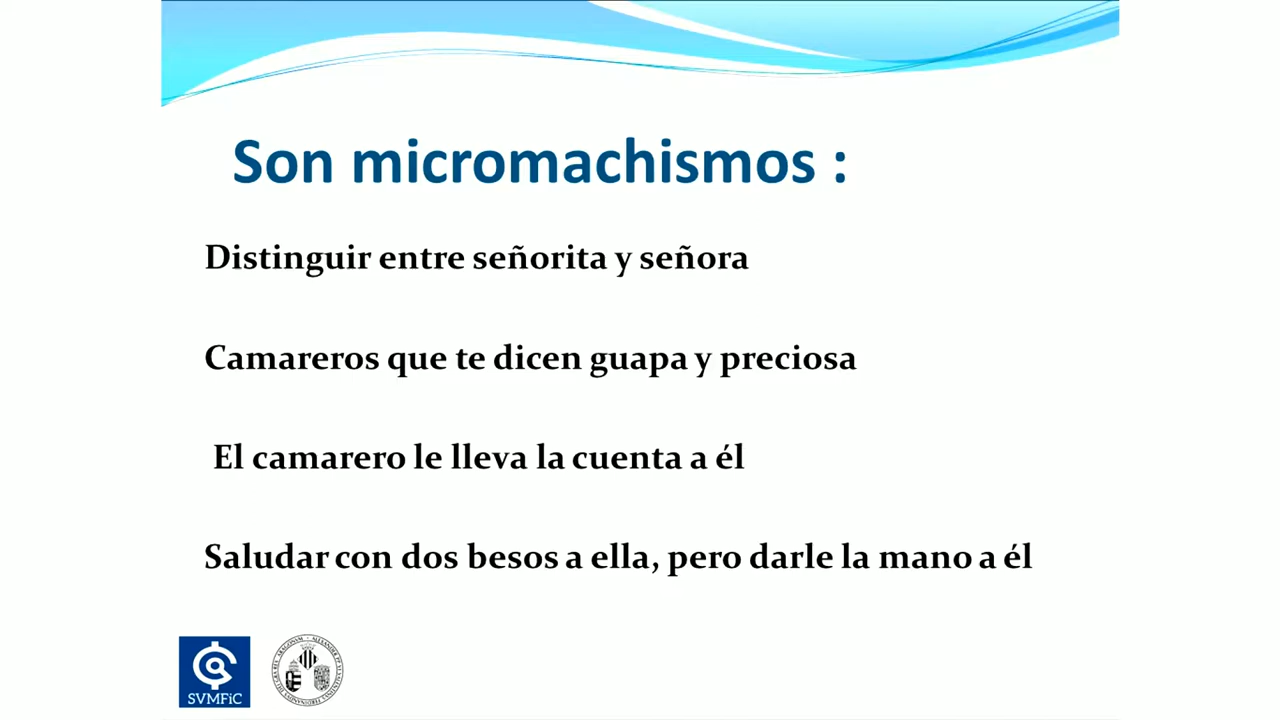 Son micromachismos :
Distinguir entre señorita y señora
Camareros que te dicen guapa y preciosa
El camarero le lleva la cuenta a él
Saludar con dos besos a ella, pero darle la mano a él
SVMFiC